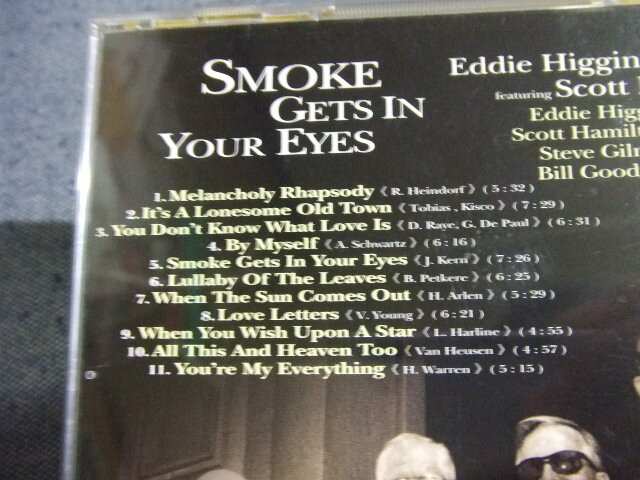 SMOKE
GETS IN
YOUR EYES
Eddie Higgin
featuring Scott
Eddie Hig
Scott Hamilt
Steve Giln
Bill Good
1. Melancholy Rhapsody《 R. Heindorf 》( 5 : 32 )
2. It's A Lonesome Old Town《 Tobias , Kisco 》( 7 : 29 )
3. You Don't Know What Love Is《 D. Raye, G. De Paul 》( 6 : 31 )
4. By Myself《 A. Schwartz 》( 6 : 16 )
5. Smoke Gets In Your Eyes《 J. Kern 》( 7 : 26 )
6. Lullaby Of The Leaves《 B. Petkere 》( 6 : 25 )
7. When The Sun Comes Out《 H. Arlen 》( 5 : 29 )
8. Love Letters《 V. Young 》( 6 : 21 )
9. When You Wish Upon A Star《 L. Harline 》( 4 : 55 )
10. All This And Heaven Too《 Van Heusen 》( 4 : 57 )
11. You're My Everything《 H. Warren 》( 5 : 15 )